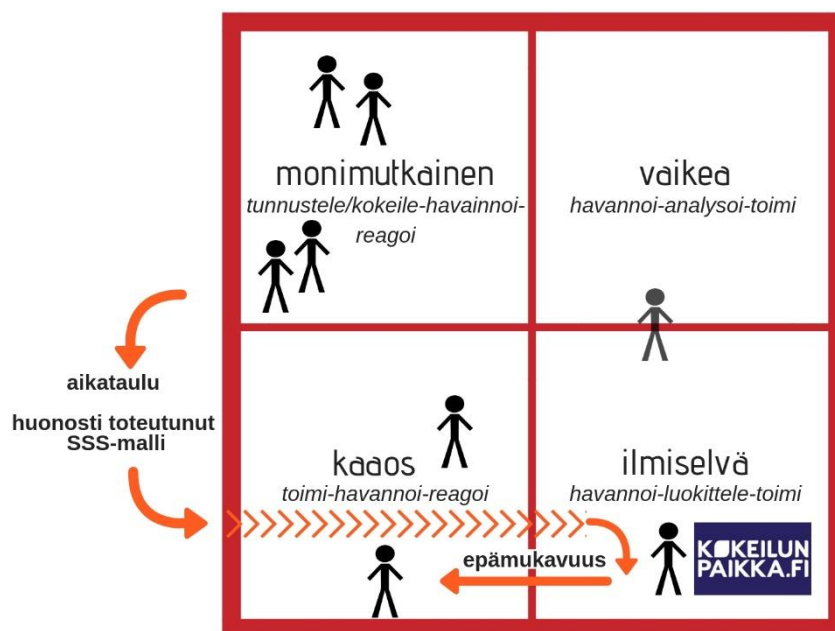 monimutkainen
tunnustele/kokeile-havainnoi-
reagoi
vaikea
havannoi-analysoi-toimi
aikataulu
huonosti toteutunut
SSS-malli
kaaos
toimi-havannoi-reagoi
ilmiselvä
havannoi-luokittele-toimi
epämukavuus
KOKEILUN
PAIKKA.FI